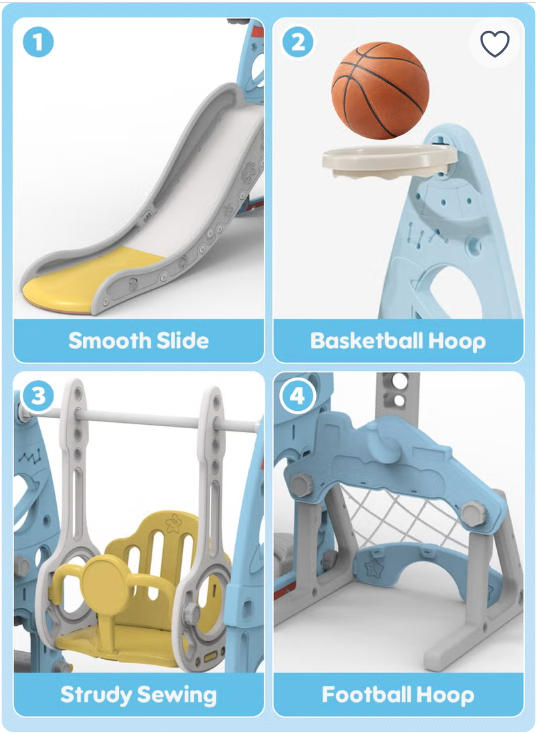 1
2
Smooth Slide
Basketball Hoop
3
4
Strudy Sewing
Football Hoop